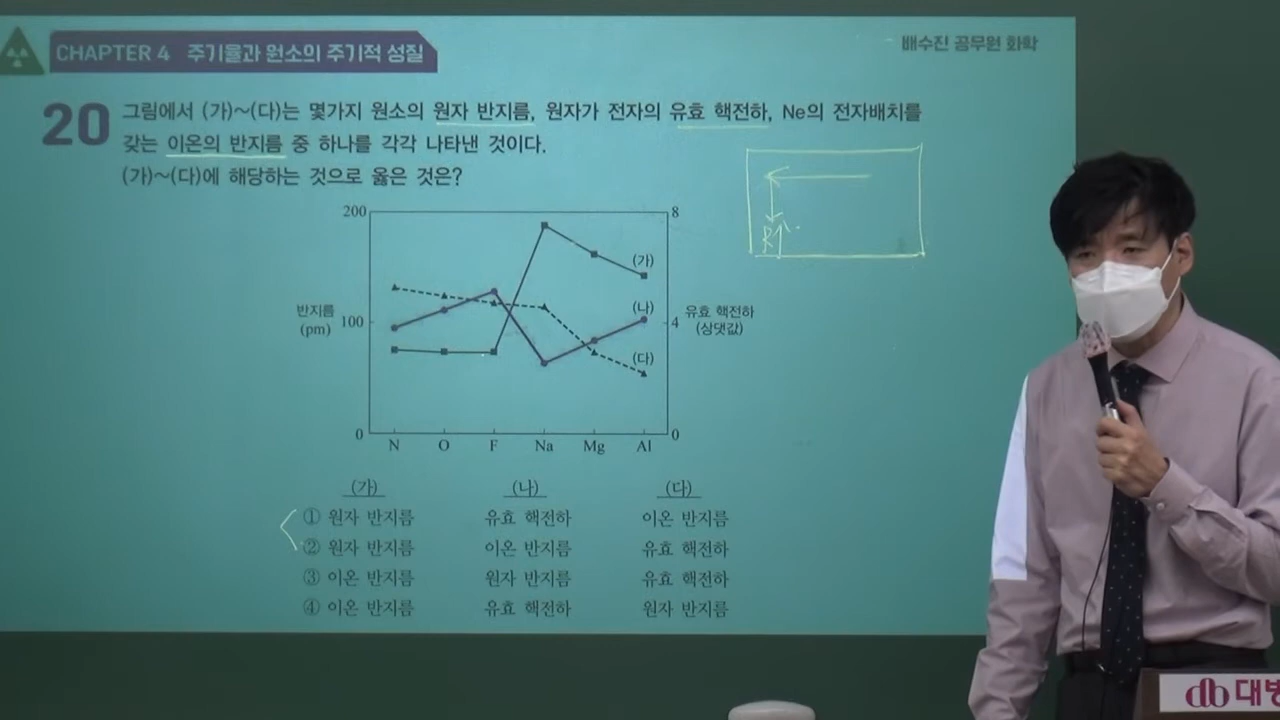 CHAPTER 4 주기율과 원소의 주기적 성질
배수진 공무원 화학
20 그림에서 (가)~(다)는 몇가지 원소의 원자 반지름, 원자가 전자의 유효 핵전하, Ne의 전자배치를
갖는 이온의 반지름 중 하나를 각각 나타낸 것이다.
(가)~(다)에 해당하는 것으로 옳은 것은?
R↑
200 8
(가)
반지름 (나) 유효 핵전하
(pm) 100 4 (상댓값)
(다)
0 0
N O F Na Mg Al
(가) (나) (다)
① 원자 반지름 유효 핵전하 이온 반지름
② 원자 반지름 이온 반지름 유효 핵전하
③ 이온 반지름 원자 반지름 유효 핵전하
④ 이온 반지름 유효 핵전하 원자 반지름